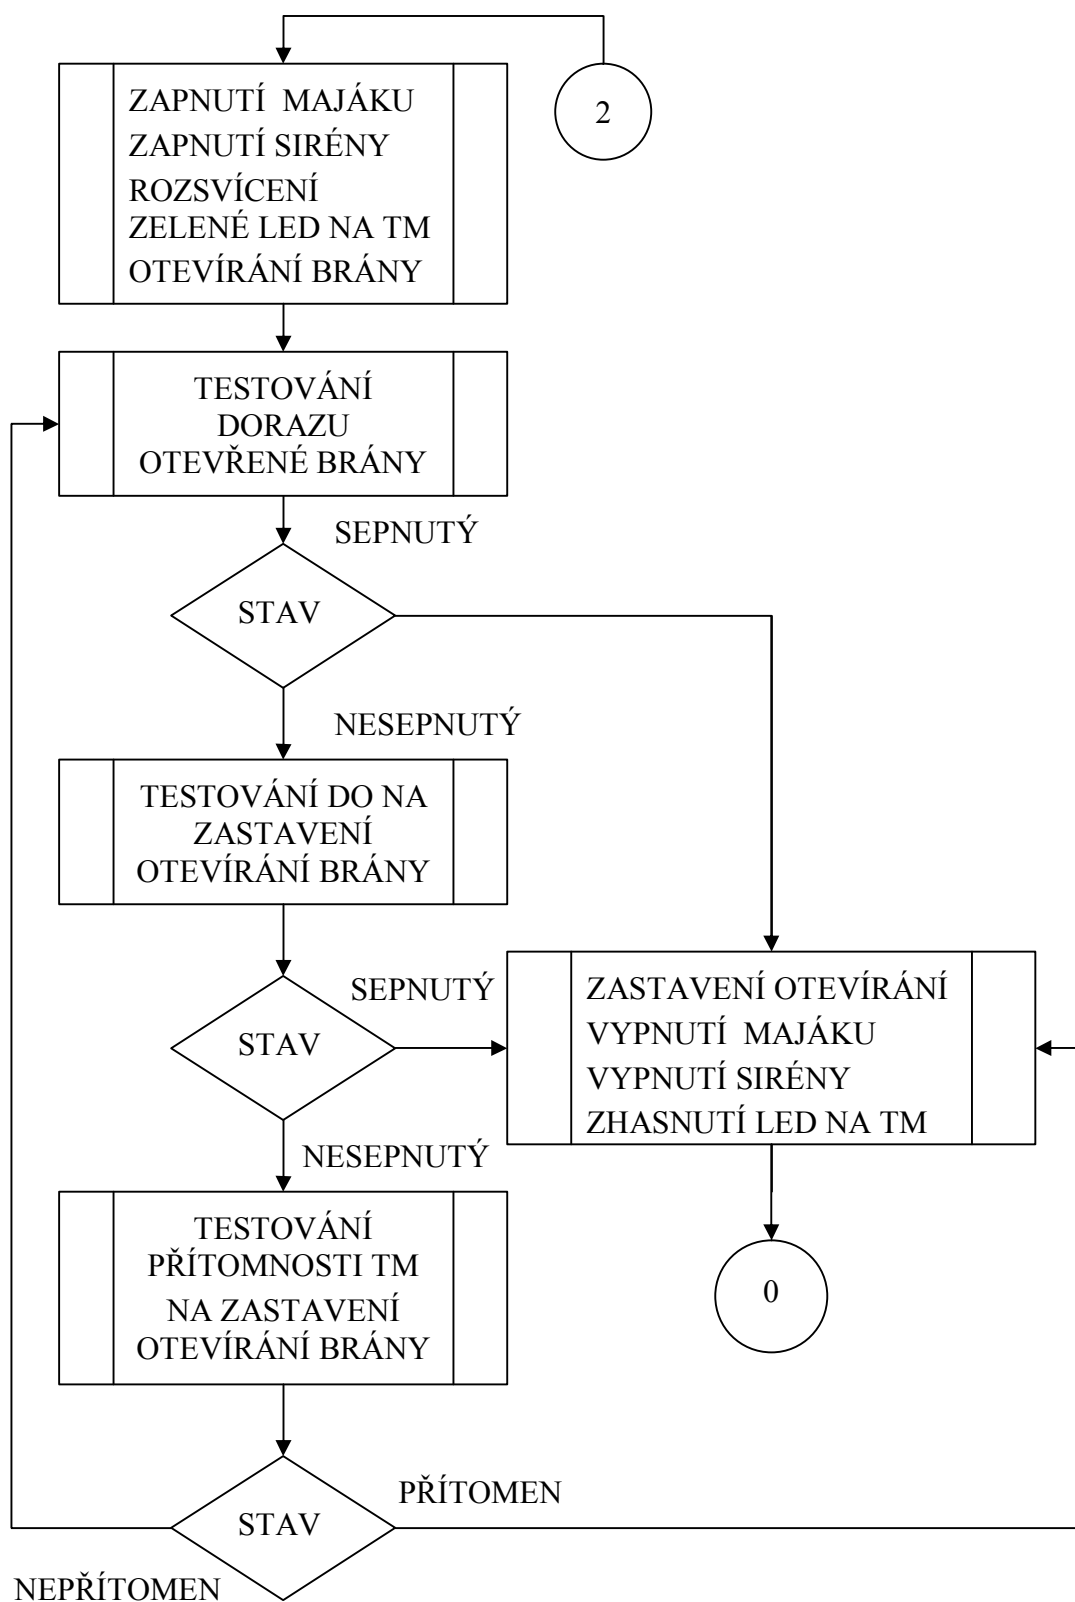 2
ZAPNUTÍ MAJÁKU
ZAPNUTÍ SIRÉNY
ROZSVÍCENÍ
ZELENÉ LED NA TM
OTEVÍRÁNÍ BRÁNY
TESTOVÁNÍ
DORAZU
OTEVŘENÉ BRÁNY
SEPNUTÝ
STAV
NESEPNUTÝ
TESTOVÁNÍ DO NA
ZASTAVENÍ
OTEVÍRÁNÍ BRÁNY
SEPNUTÝ
STAV
ZASTAVENÍ OTEVÍRÁNÍ
VYPNUTÍ MAJÁKU
VYPNUTÍ SIRÉNY
ZHASNUTÍ LED NA TM
NESEPNUTÝ
TESTOVÁNÍ
PŘÍTOMNOSTI TM
NA ZASTAVENÍ
OTEVÍRÁNÍ BRÁNY
0
PŘÍTOMEN
STAV
NEPŘÍTOMEN